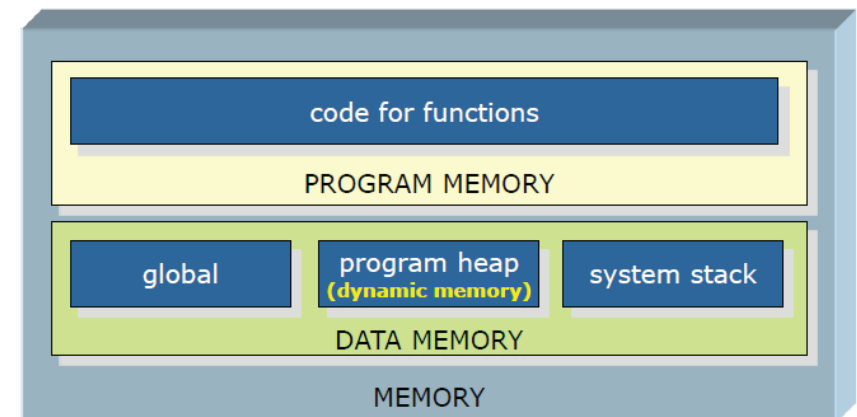 code for functions
PROGRAM MEMORY
global
program heap
(dynamic memory)
system stack
DATA MEMORY
MEMORY